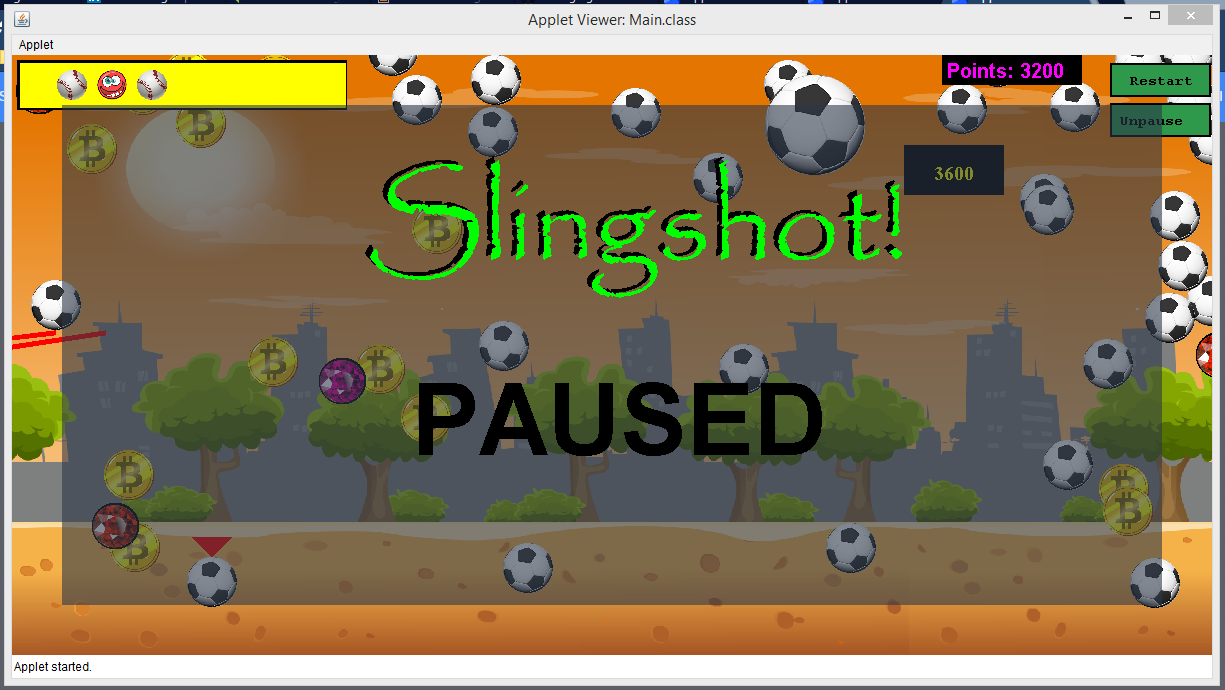 Applet Viewer: Main.class
Applet
Points: 3200
Restart
Unpause
3600
Slingshot!
PAUSED
Applet started.